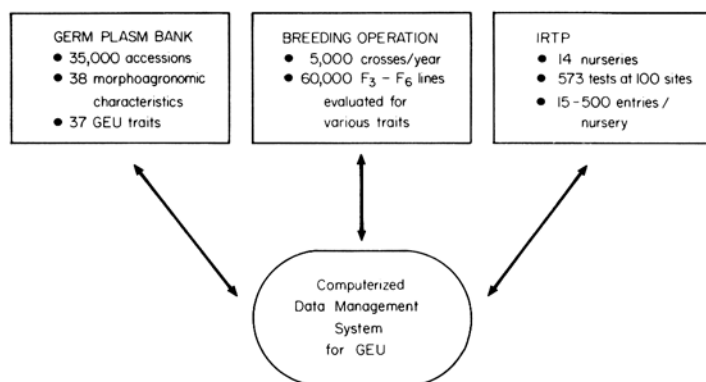 GERM PLASM BANK
● 35,000 accessions
● 38 morphoagronomic
characteristics
● 37 GEU traits
BREEDING OPERATION
● 5,000 crosses/year
● 60,000 F₃ – F₆ lines
evaluated for
various traits
IRTP
● 14 nurseries
● 573 tests at 100 sites
● 15-500 entries/
nursery
Computerized
Data Management
System
for GEU